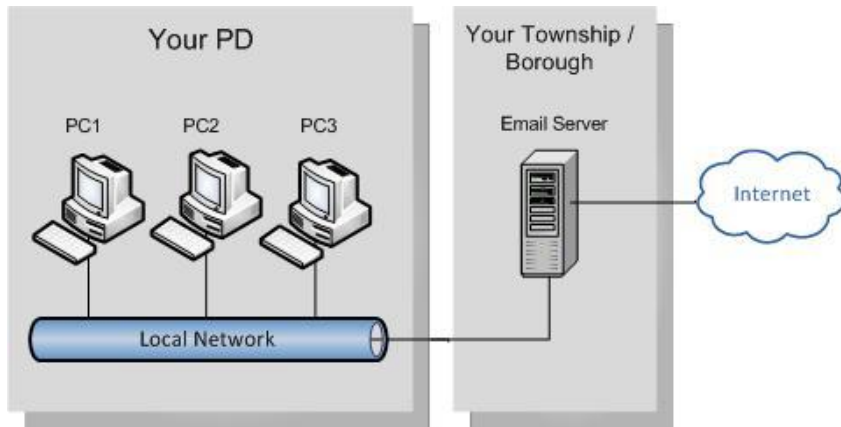 Your PD
Your Township /
Borough
PC1
PC2
PC3
Email Server
Internet
Local Network